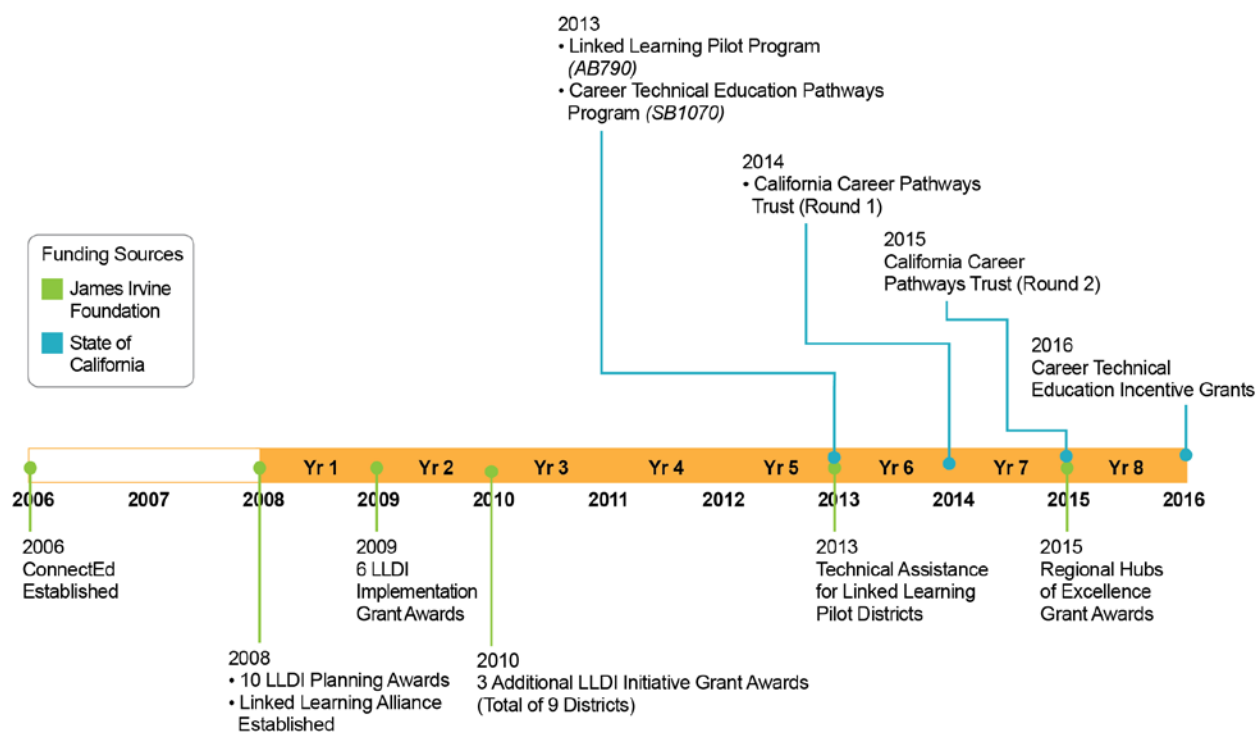 2013
• Linked Learning Pilot Program
(AB790)
• Career Technical Education Pathways
Program (SB1070)
2014
• California Career Pathways
Trust (Round 1)
2015
California Career
Pathways Trust (Round 2)
2016
Career Technical
Education Incentive Grants
Funding Sources
James Irvine
Foundation
State of
California
Yr 1 Yr 2 Yr 3 Yr 4 Yr 5 Yr 6 Yr 7 Yr 8
2006 2007 2008 2009 2010 2011 2012 2013 2014 2015 2016
2006
ConnectEd
Established
2008
• 10 LLDI Planning Awards
• Linked Learning Alliance
Established
2009
6 LLDI
Implementation
Grant Awards
2010
3 Additional LLDI Initiative Grant Awards
(Total of 9 Districts)
2013
Technical Assistance
for Linked Learning
Pilot Districts
2015
Regional Hubs
of Excellence
Grant Awards